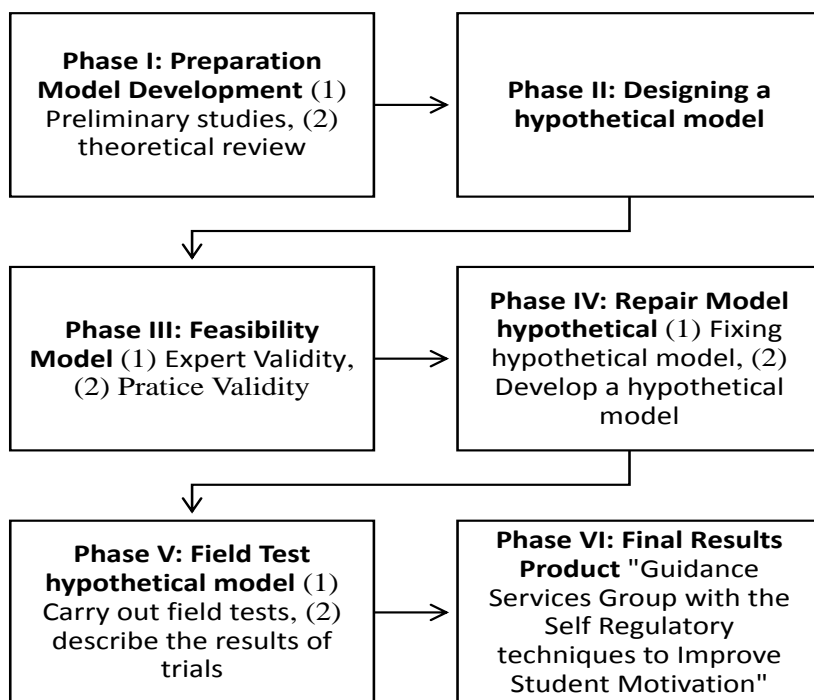 Phase I: Preparation
Model Development (1)
Preliminary studies, (2)
theoretical review
Phase II: Designing a
hypothetical model
Phase III: Feasibility
Model (1) Expert Validity,
(2) Pratice Validity
Phase IV: Repair Model
hypothetical (1) Fixing
hypothetical model, (2)
Develop a hypothetical
model
Phase V: Field Test
hypothetical model (1)
Carry out field tests, (2)
describe the results of
trials
Phase VI: Final Results
Product "Guidance
Services Group with the
Self Regulatory
techniques to Improve
Student Motivation"